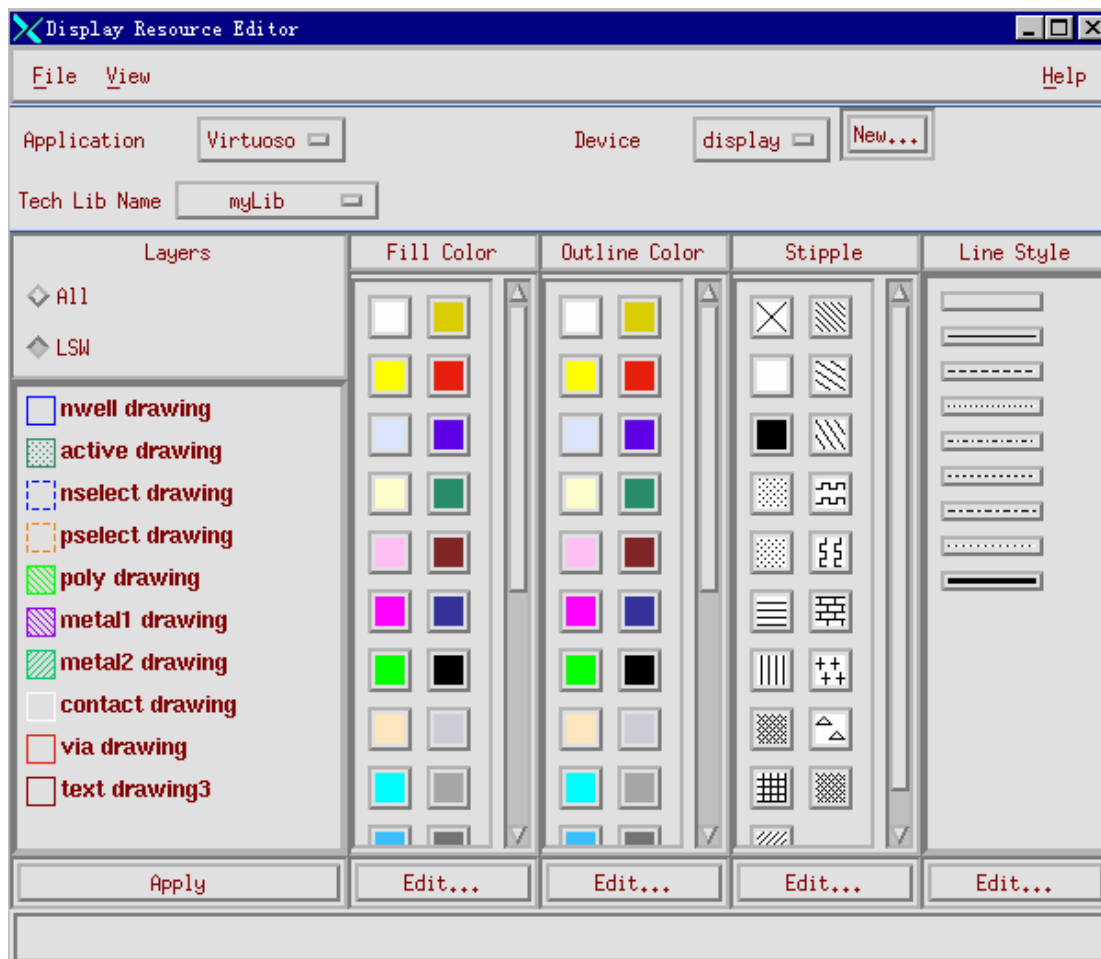 Display Resource Editor
File View Help
Application Virtuoso Device display New...
Tech Lib Name myLib
Layers Fill Color Outline Color Stipple Line Style
All
LSW
nwell drawing
active drawing
nselect drawing
pselect drawing
poly drawing
metal1 drawing
metal2 drawing
contact drawing
via drawing
text drawing3
Apply Edit... Edit... Edit... Edit...